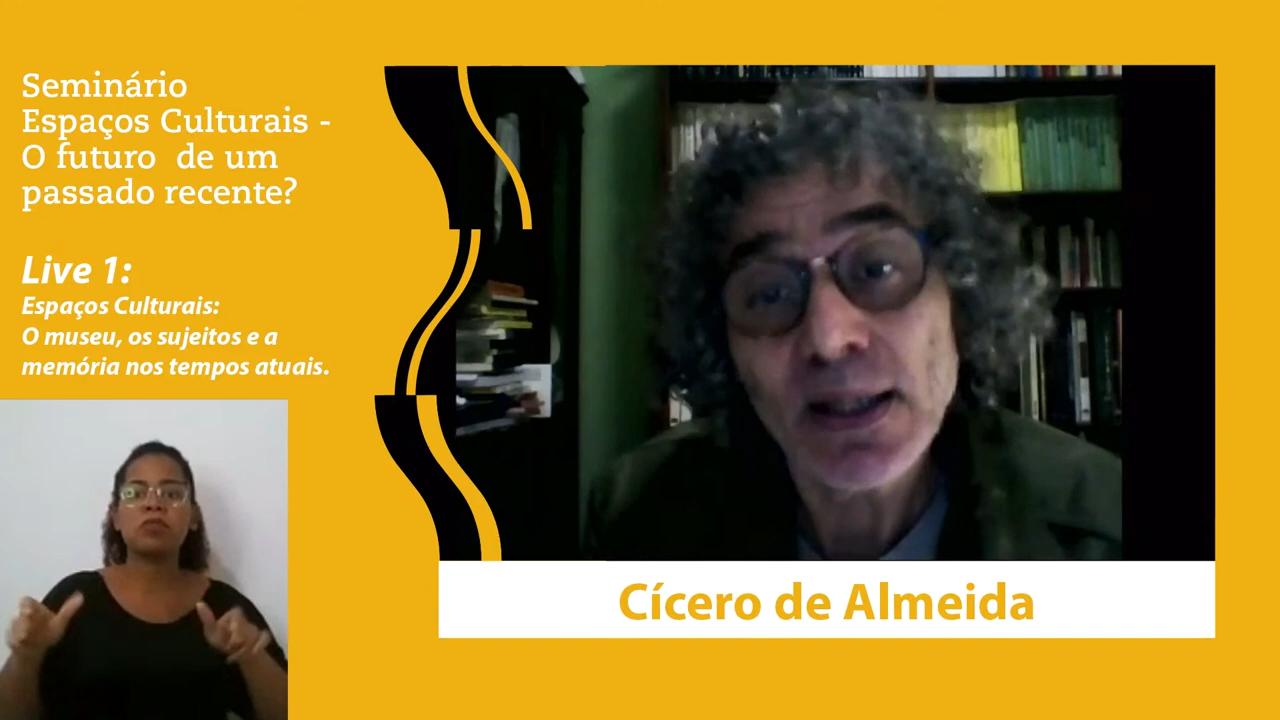 Seminário
Espaços Culturais -
O futuro de um
passado recente?
Live 1:
Espaços Culturais:
O museu, os sujeitos e a
memória nos tempos atuais.
Cícero de Almeida